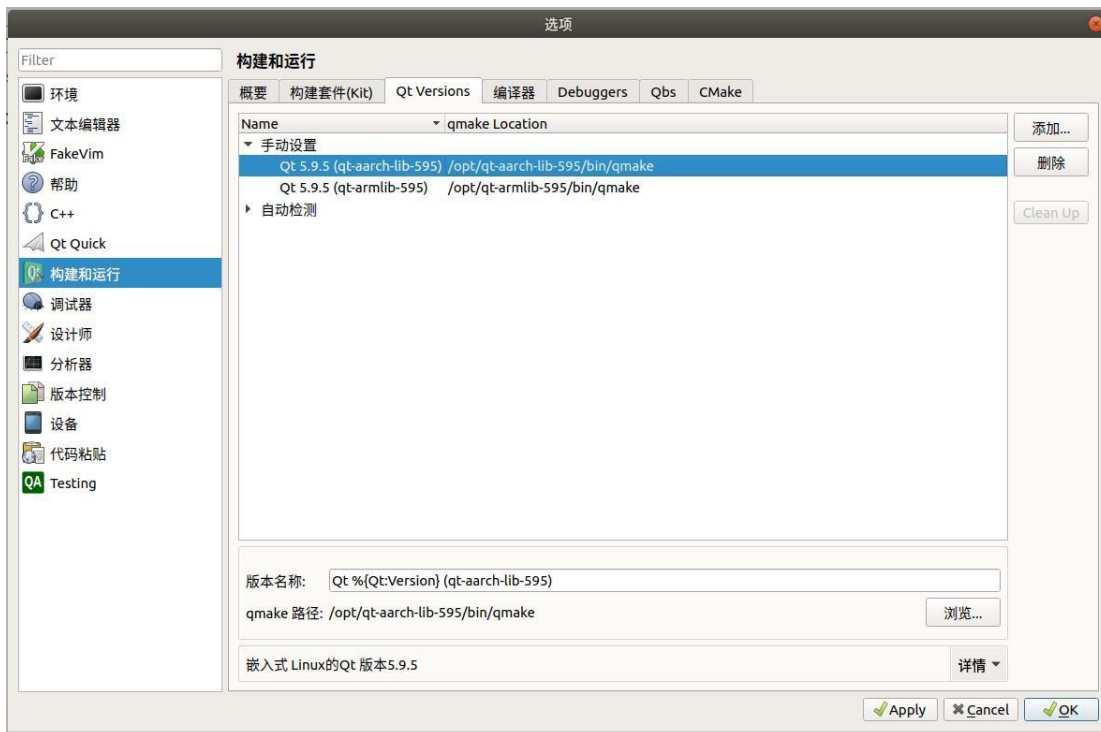 选项
Filter
构建和运行
环境
文本编辑器
FakeVim
帮助
C++
Qt Quick
构建和运行
调试器
设计师
分析器
版本控制
设备
代码粘贴
QA Testing
概要 构建套件(Kit) Qt Versions 编译器 Debuggers Qbs CMake
Name qmake Location
手动设置
Qt 5.9.5 (qt-aarch-lib-595) /opt/qt-aarch-lib-595/bin/qmake
Qt 5.9.5 (qt-armlib-595) /opt/qt-armlib-595/bin/qmake
自动检测
添加...
删除
Clean Up
版本名称: Qt %{Qt:Version} (qt-aarch-lib-595)
qmake 路径: /opt/qt-aarch-lib-595/bin/qmake 浏览...
嵌入式 Linux的Qt 版本5.9.5 详情
Apply Cancel OK